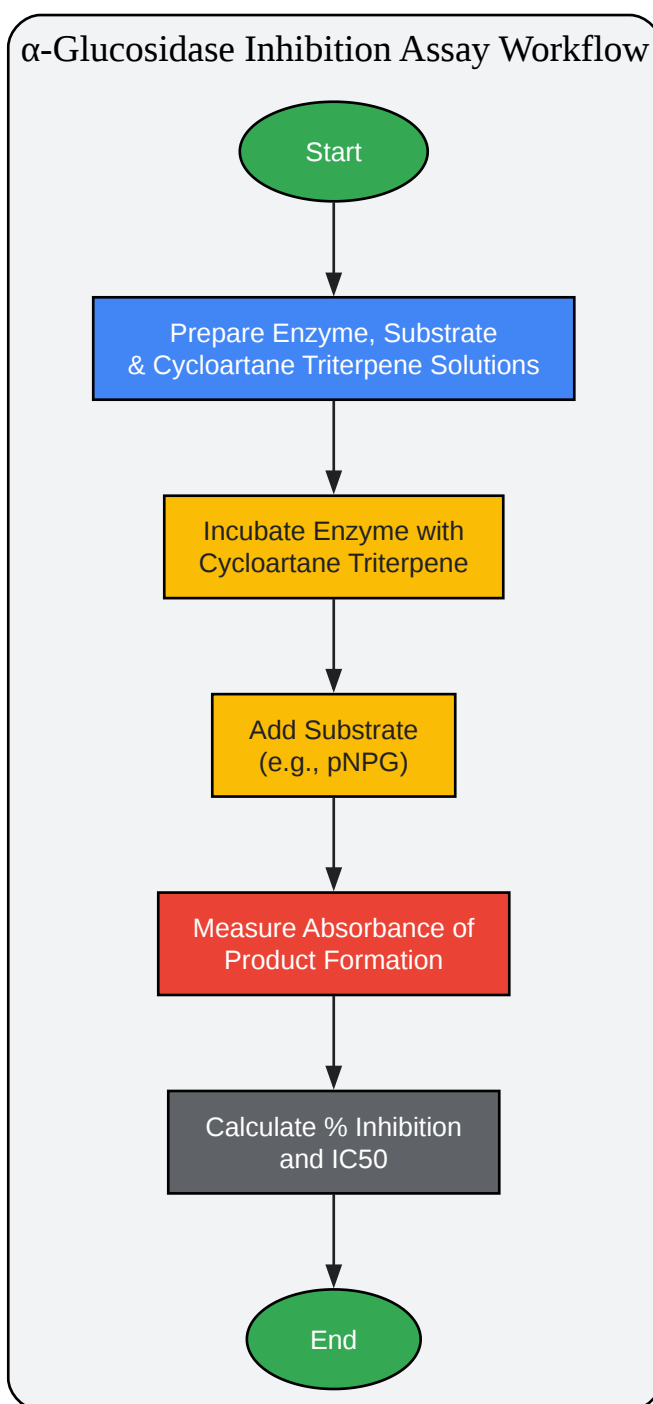 α-Glucosidase Inhibition Assay Workflow
Start
Prepare Enzyme, Substrate
& Cycloartane Triterpene Solutions
Incubate Enzyme with
Cycloartane Triterpene
Add Substrate
(e.g., pNPG)
Measure Absorbance of
Product Formation
Calculate % Inhibition
and IC50
End